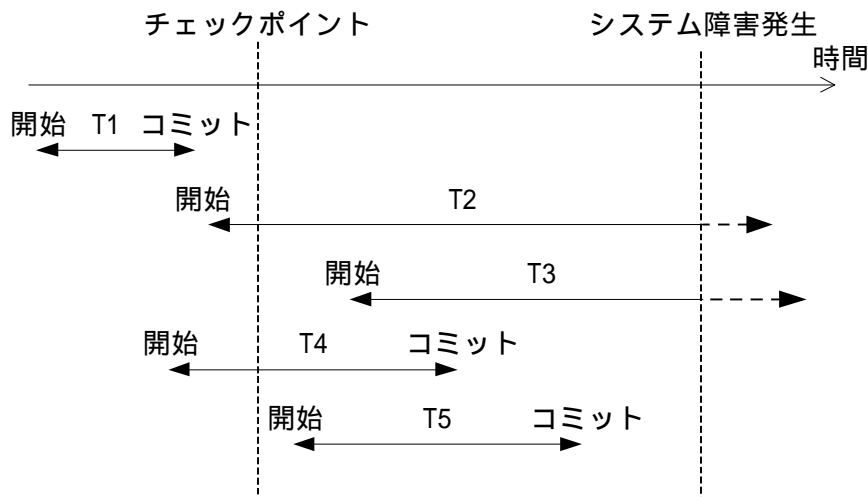 チェックポイント システム障害発生
時間
開始 T1 コミット
開始 T2
開始 T3
開始 T4 コミット
開始 T5 コミット